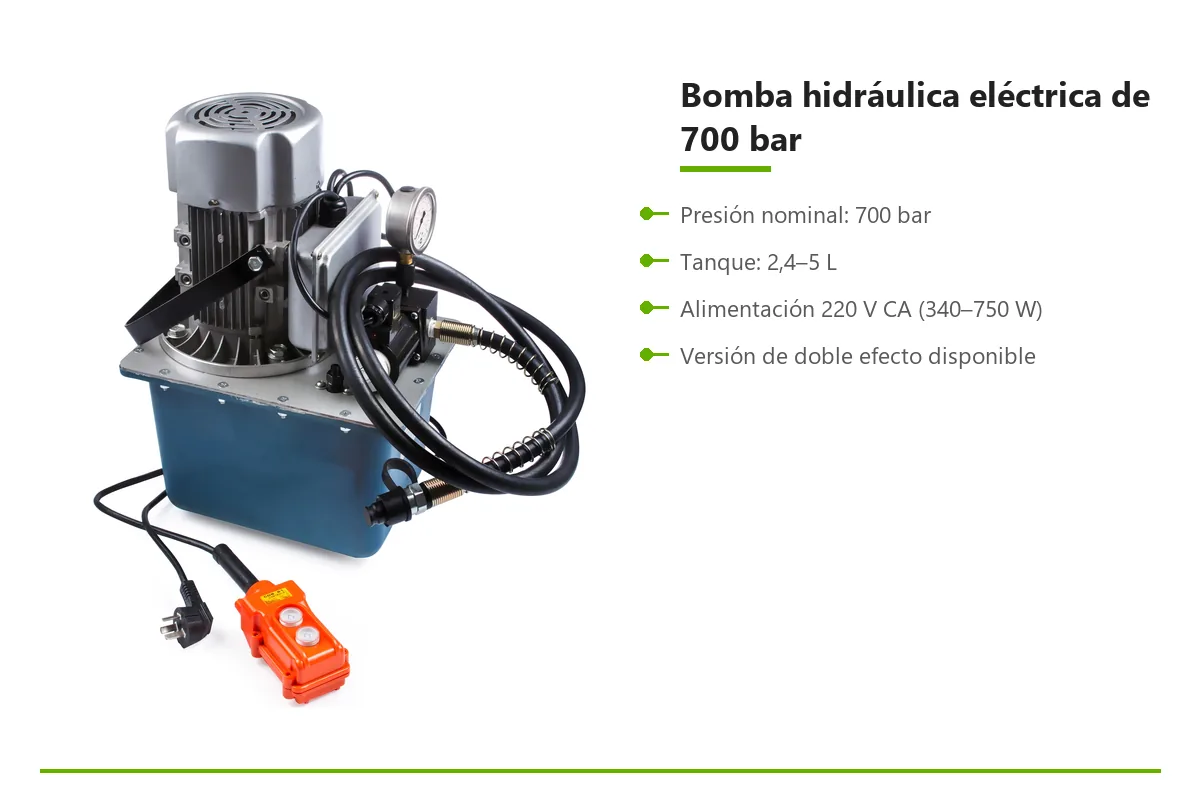 Bomba hidráulica eléctrica de
700 bar
Presión nominal: 700 bar
Tanque: 2,4–5 L
Alimentación 220 V CA (340–750 W)
Versión de doble efecto disponible